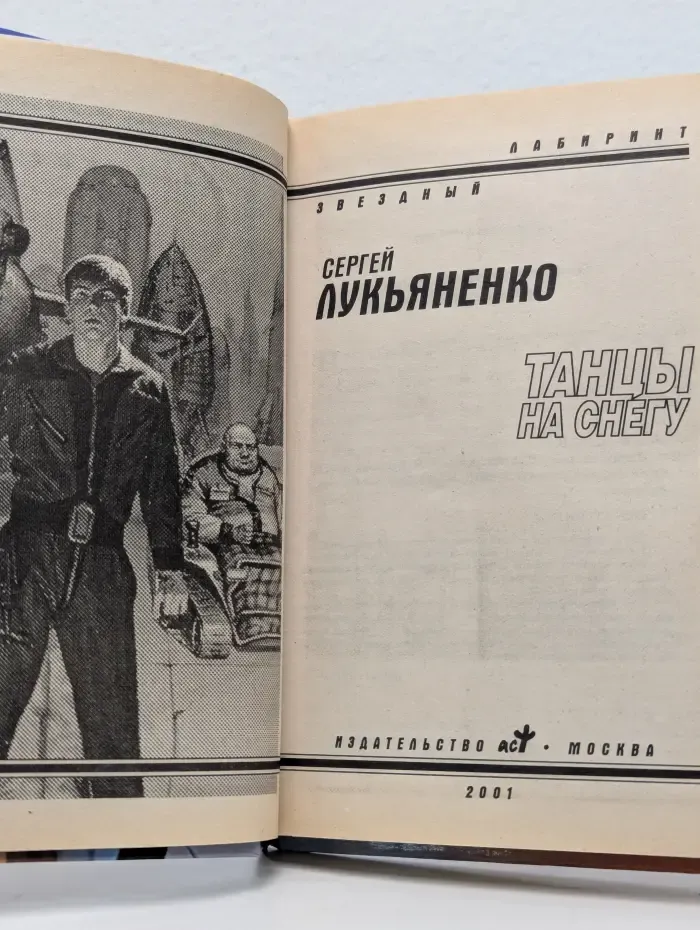 ЛАБИРИНТ
ЗВЕЗДНЫЙ
СЕРГЕЙ
ЛУКЬЯНЕНКО
ТАНЦЫ
НА СНЕГУ
ИЗДАТЕЛЬСТВО аст • МОСКВА
2001